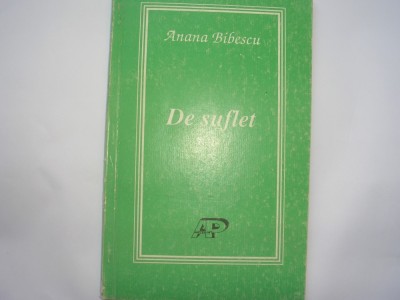 Anana Bibescu
De suflet
AP